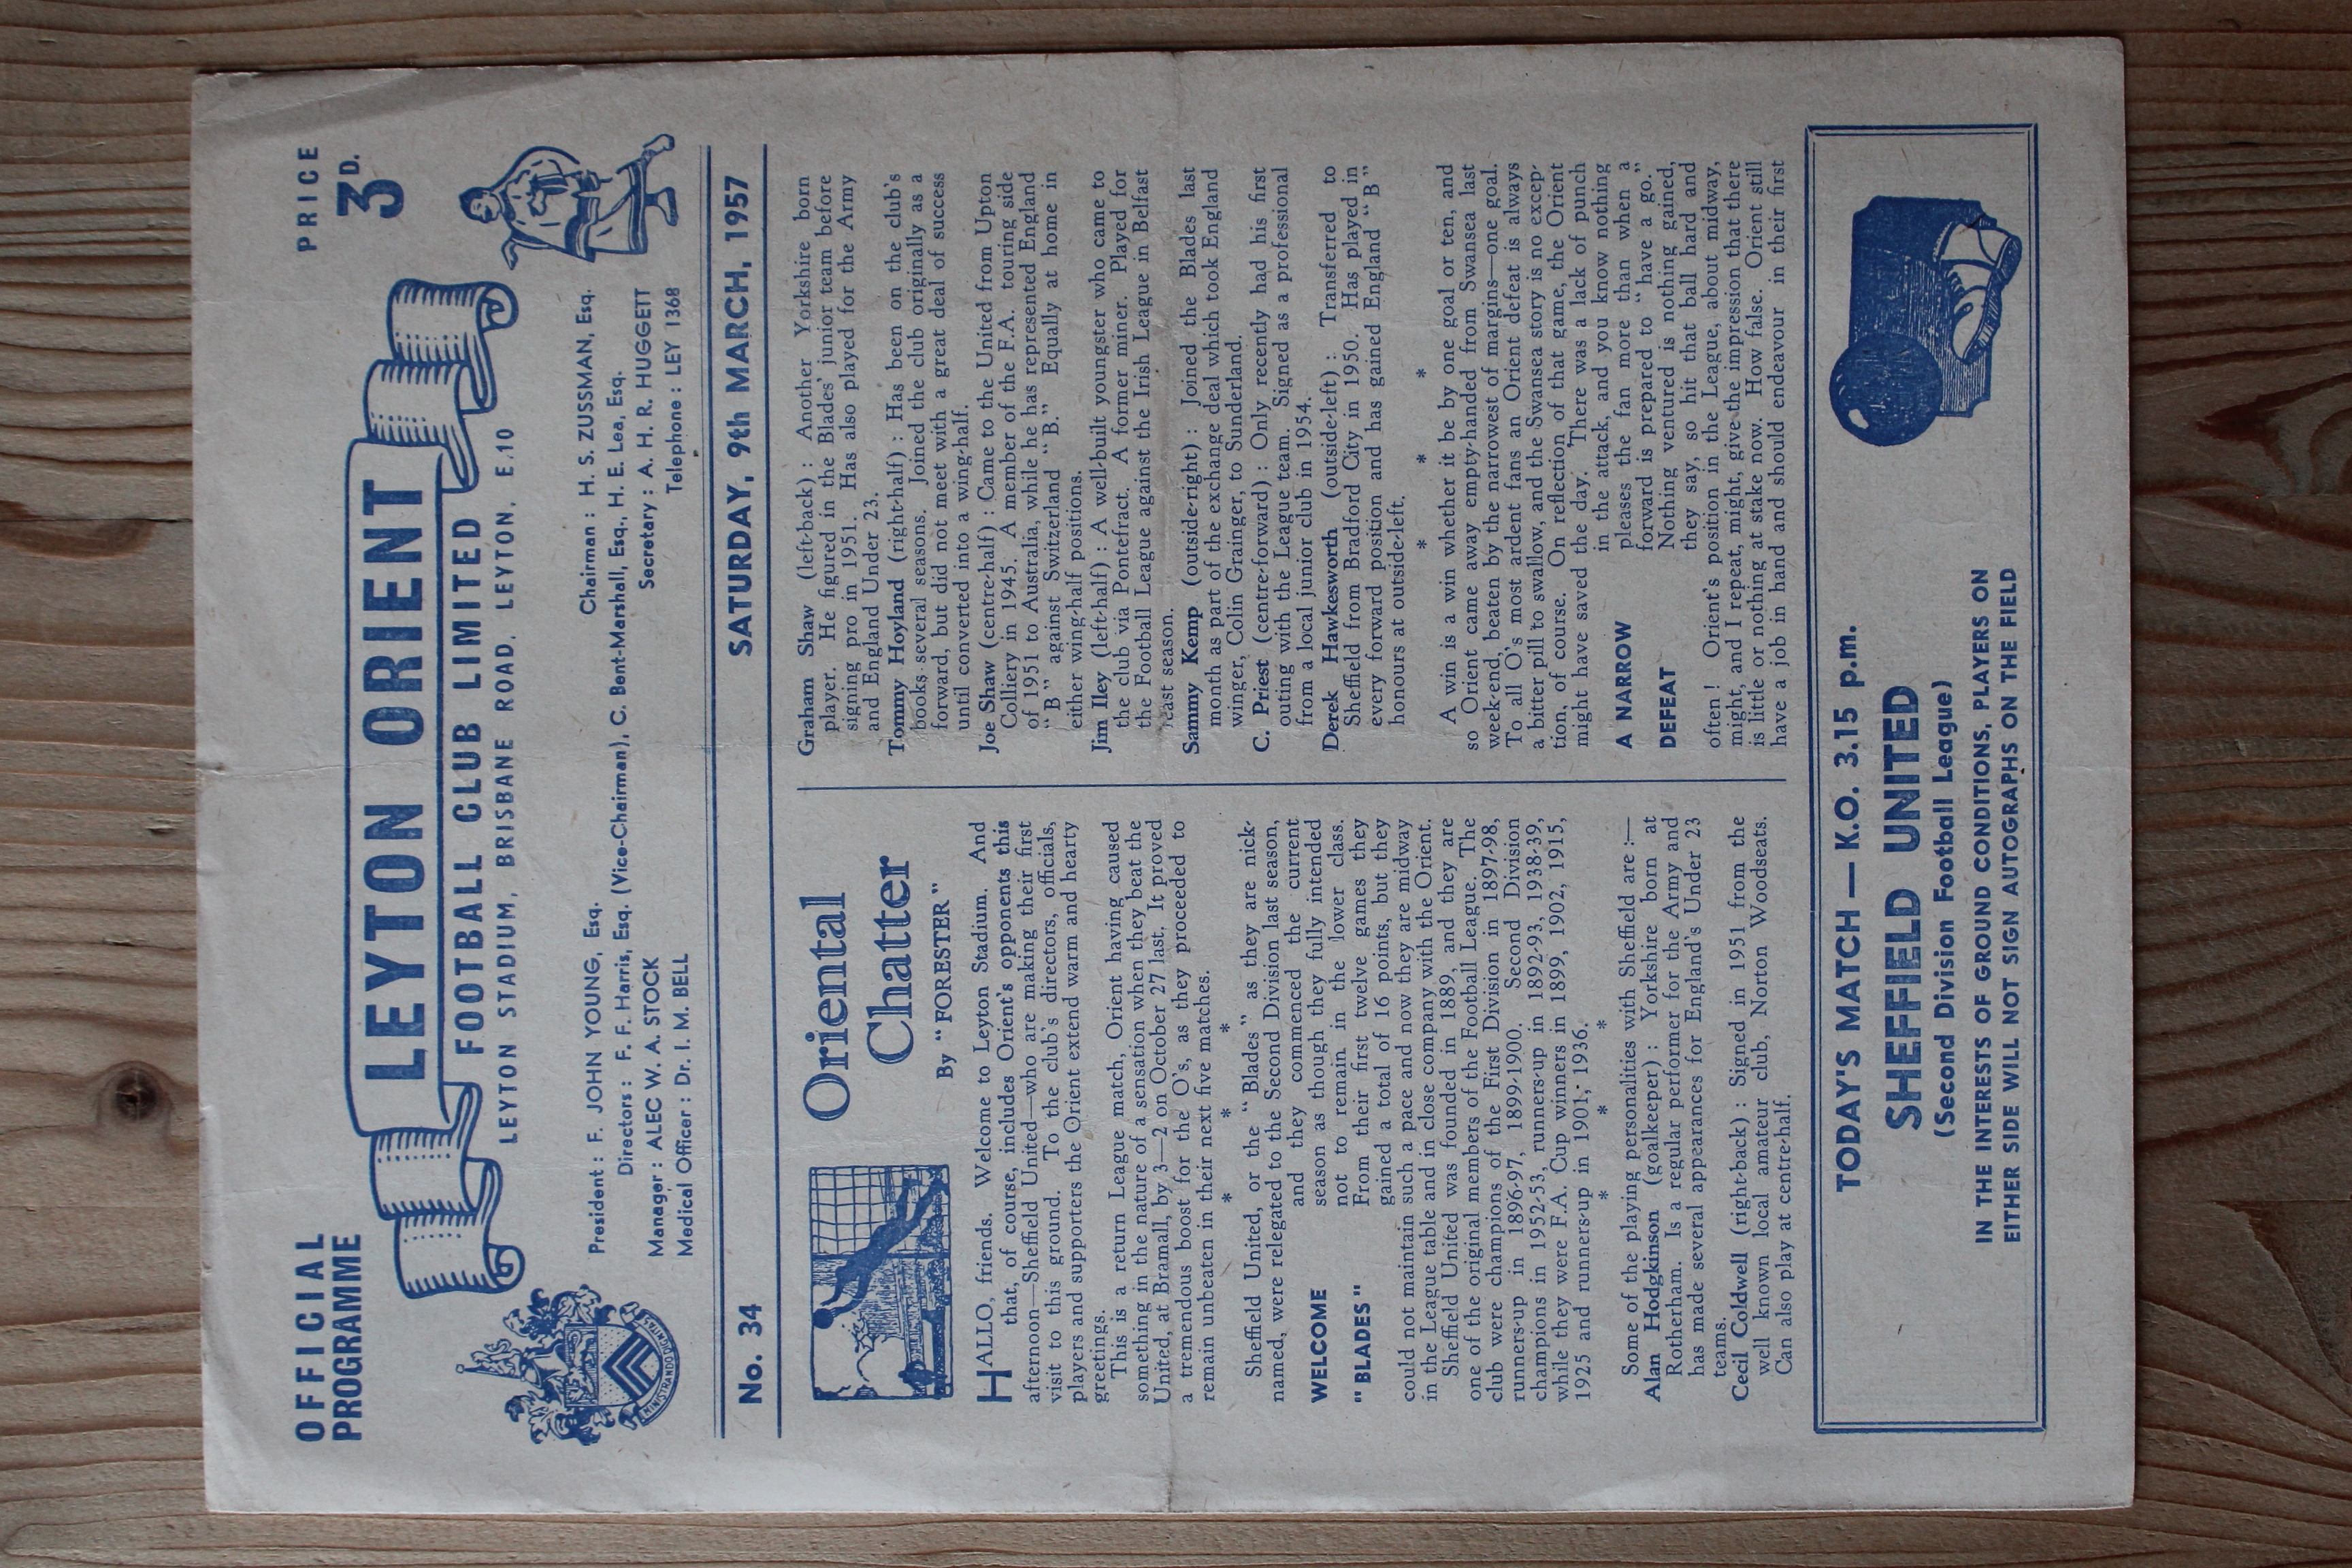 OFFICIAL
PROGRAMME
PRICE
3D.
LEYTON ORIENT
FOOTBALL CLUB LIMITED
LEYTON STADIUM, BRISBANE ROAD, LEYTON, E.10
MINISTRANDO DIGNITAS
President : F. JOHN YOUNG, Esq.
Chairman : H. S. ZUSSMAN, Esq.
Directors : F. F. Harris, Esq. (Vice-Chairman), C. Bent-Marshall, Esq., H. E. Lea, Esq.
Manager : ALEC W. A. STOCK
Secretary : A. H. R. HUGGETT
Medical Officer : Dr. I. M. BELL
Telephone : LEY 1368
No. 34
SATURDAY, 9th MARCH, 1957
Oriental
Chatter
By " FORESTER "
HALLO, friends. Welcome to Leyton Stadium. And
that, of course, includes Orient's opponents this
afternoon—Sheffield United—who are making their first
visit to this ground. To the club's directors, officials,
players and supporters the Orient extend warm and hearty
greetings.
This is a return League match, Orient having caused
something in the nature of a sensation when they beat the
United, at Bramall, by 3—2 on October 27 last. It proved
a tremendous boost for the O's, as they proceeded to
remain unbeaten in their next five matches.
* * * *
Sheffield United, or the " Blades " as they are nick-
named, were relegated to the Second Division last season,
WELCOME
" BLADES "
and they commenced the current
season as though they fully intended
not to remain in the lower class.
From their first twelve games they
gained a total of 16 points, but they
could not maintain such a pace and now they are midway
in the League table and in close company with the Orient.
Sheffield United was founded in 1889, and they are
one of the original members of the Football League. The
club were champions of the First Division in 1897-98,
runners-up in 1896-97, 1899-1900. Second Division
champions in 1952-53, runners-up in 1892-93, 1938-39,
while they were F.A. Cup winners in 1899, 1902, 1915,
1925 and runners-up in 1901, 1936.
* * * *
Some of the playing personalities with Sheffield are :—
Alan Hodgkinson (goalkeeper) : Yorkshire born at
Rotherham. Is a regular performer for the Army and
has made several appearances for England's Under 23
teams.
Cecil Coldwell (right-back) : Signed in 1951 from the
well known local amateur club, Norton Woodseats.
Can also play at centre-half.
Graham Shaw (left-back) : Another Yorkshire born
player. He figured in the Blades' junior team before
signing pro in 1951. Has also played for the Army
and England Under 23.
Tommy Hoyland (right-half) : Has been on the club's
books several seasons. Joined the club originally as a
forward, but did not meet with a great deal of success
until converted into a wing-half.
Joe Shaw (centre-half) : Came to the United from Upton
Colliery in 1945. A member of the F.A. touring side
of 1951 to Australia, while he has represented England
" B " against Switzerland " B." Equally at home in
either wing-half positions.
Jim Iley (left-half) : A well-built youngster who came to
the club via Pontefract. A former miner. Played for
the Football League against the Irish League in Belfast
east season.
Sammy Kemp (outside-right) : Joined the Blades last
month as part of the exchange deal which took England
winger, Colin Grainger, to Sunderland.
C. Priest (centre-forward) : Only recently had his first
outing with the League team. Signed as a professional
from a local junior club in 1954.
Derek Hawkesworth (outside-left) : Transferred to
Sheffield from Bradford City in 1950. Has played in
every forward position and has gained England " B "
honours at outside-left.
* * *
A win is a win whether it be by one goal or ten, and
so Orient came away empty-handed from Swansea last
week-end, beaten by the narrowest of margins—one goal.
To all O's most ardent fans an Orient defeat is always
a bitter pill to swallow, and the Swansea story is no excep-
tion, of course. On reflection of that game, the Orient
might have saved the day. There was a lack of punch
A NARROW
DEFEAT
in the attack, and you know nothing
pleases the fan more than when a
forward is prepared to " have a go."
Nothing ventured is nothing gained,
they say, so hit that ball hard and
often! Orient's position in the League, about midway,
might, and I repeat, might, give the impression that there
is little or nothing at stake now. How false. Orient still
have a job in hand and should endeavour in their first
TODAY'S MATCH — K.O. 3.15 p.m.
SHEFFIELD UNITED
(Second Division Football League)
IN THE INTERESTS OF GROUND CONDITIONS, PLAYERS ON
EITHER SIDE WILL NOT SIGN AUTOGRAPHS ON THE FIELD